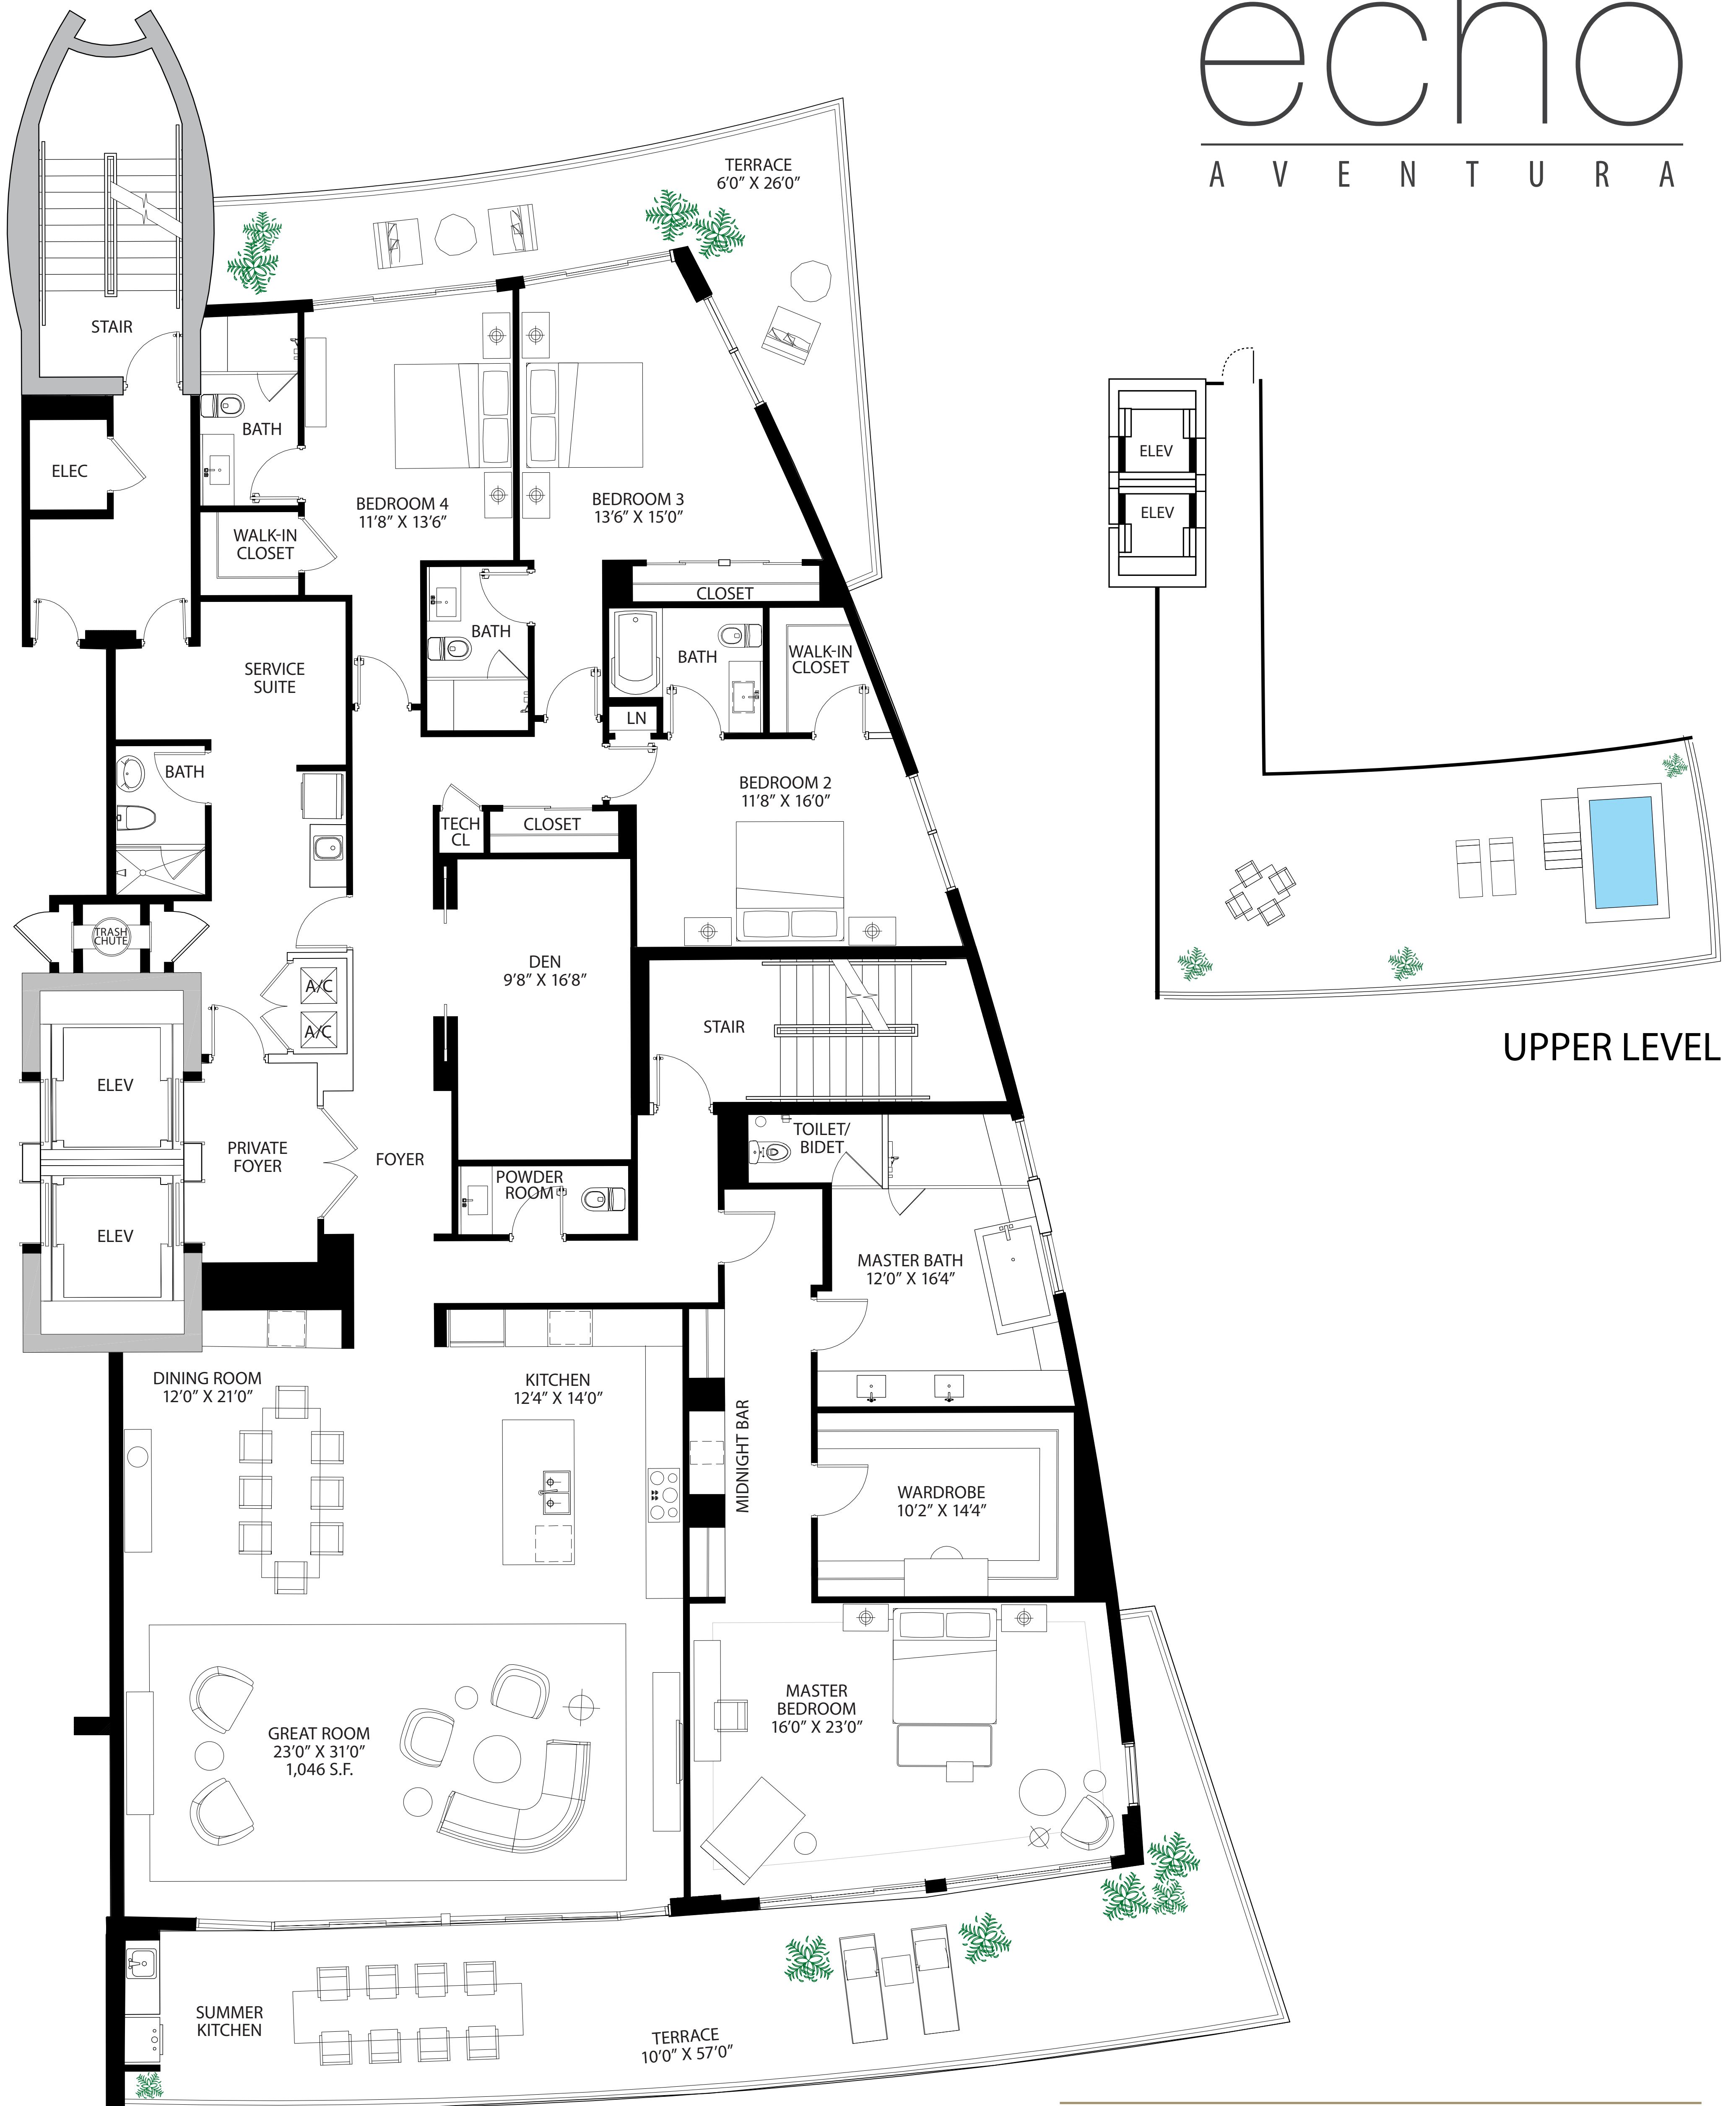 echo
AVENTURA
TERRACE
6'0" X 26'0"
STAIR
BATH
ELEC
BEDROOM 4
11'8" X 13'6"
BEDROOM 3
13'6" X 15'0"
WALK-IN
CLOSET
CLOSET
BATH
BATH
WALK-IN
CLOSET
SERVICE
SUITE
LN
BATH
BEDROOM 2
11'8" X 16'0"
TECH
CL
CLOSET
TRASH
CHUTE
DEN
9'8" X 16'8"
A/C
A/C
STAIR
ELEV
PRIVATE
FOYER
FOYER
TOILET/
BIDET
POWDER
ROOM
ELEV
MASTER BATH
12'0" X 16'4"
DINING ROOM
12'0" X 21'0"
KITCHEN
12'4" X 14'0"
MIDNIGHT BAR
WARDROBE
10'2" X 14'4"
GREAT ROOM
23'0" X 31'0"
1,046 S.F.
MASTER
BEDROOM
16'0" X 23'0"
SUMMER
KITCHEN
TERRACE
10'0" X 57'0"
ELEV
ELEV
UPPER LEVEL